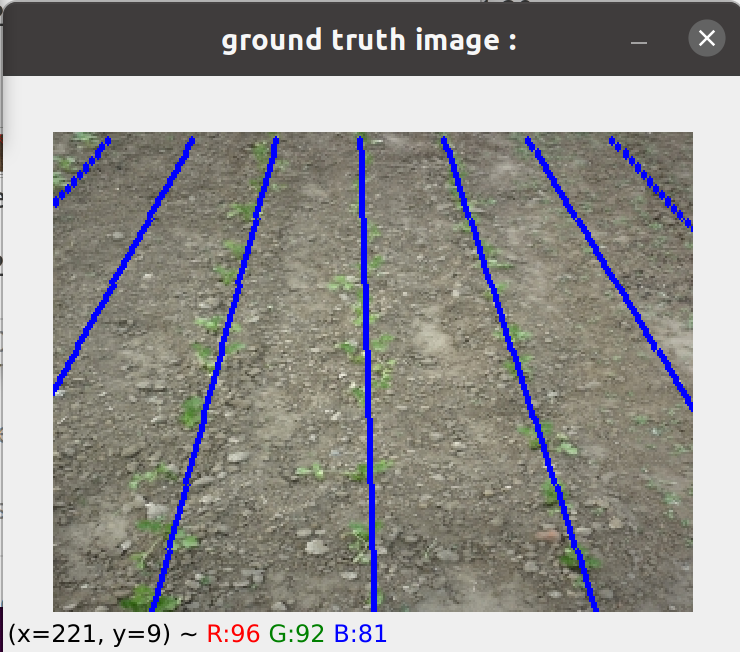 ground truth image :
(x=221, y=9) ~ R:96 G:92 B:81